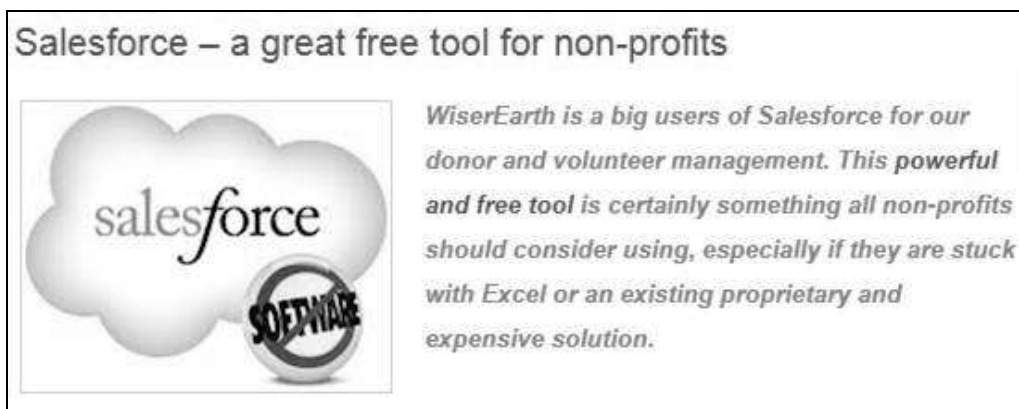 Salesforce – a great free tool for non-profits
WiserEarth is a big users of Salesforce for our
donor and volunteer management. This powerful
and free tool is certainly something all non-profits
should consider using, especially if they are stuck
with Excel or an existing proprietary and
expensive solution.
salesforce
SOFTWARE